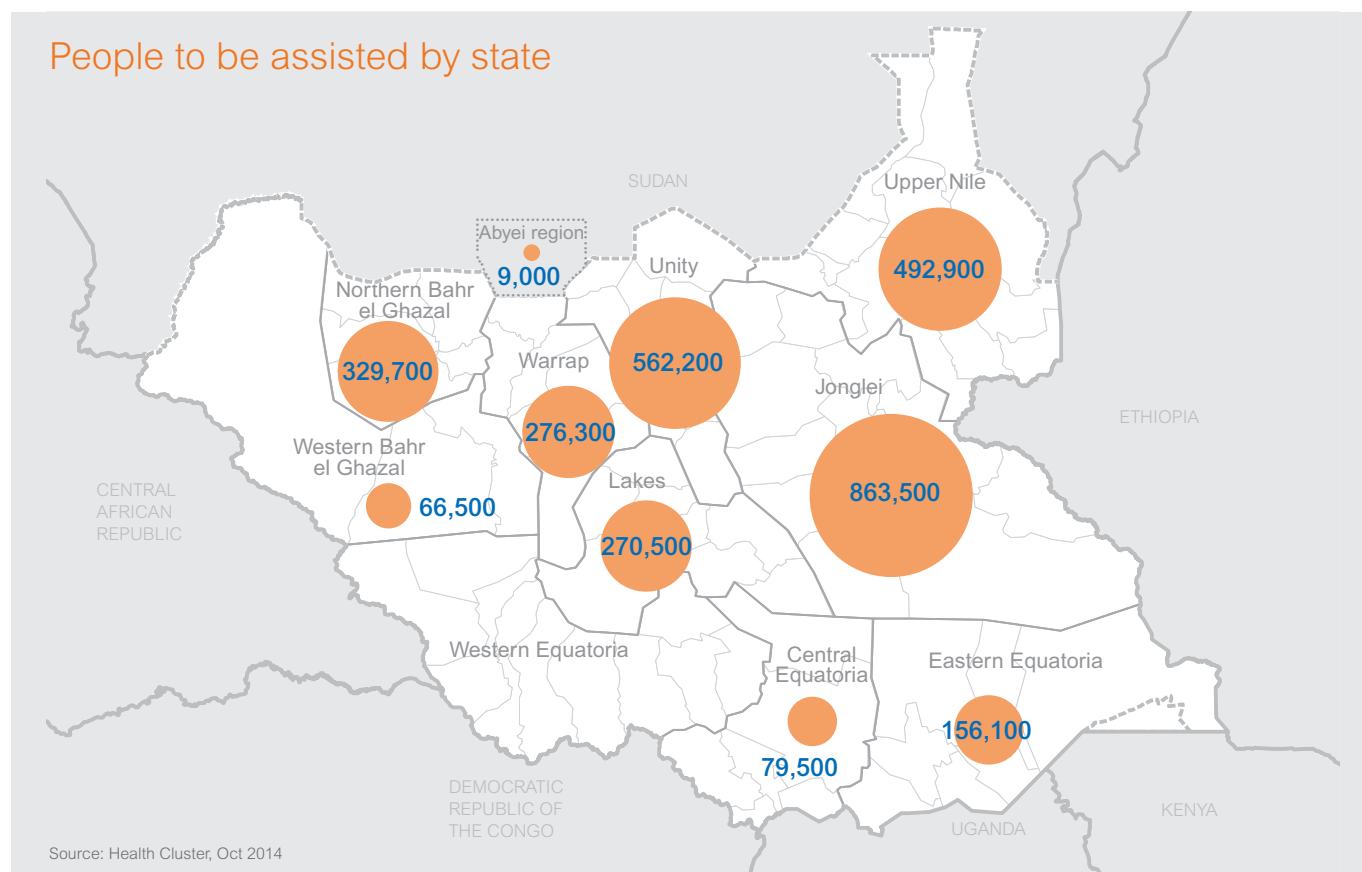 People to be assisted by state
SUDAN
Upper Nile
492,900
Abyei region
9,000
Unity
562,200
Northern Bahr
el Ghazal
329,700
Warrap
276,300
Jonglei
863,500
ETHIOPIA
Western Bahr
el Ghazal
66,500
Lakes
270,500
CENTRAL
AFRICAN
REPUBLIC
Western Equatoria
Central
Equatoria
79,500
Eastern Equatoria
156,100
DEMOCRATIC
REPUBLIC OF
THE CONGO
UGANDA
KENYA
Source: Health Cluster, Oct 2014